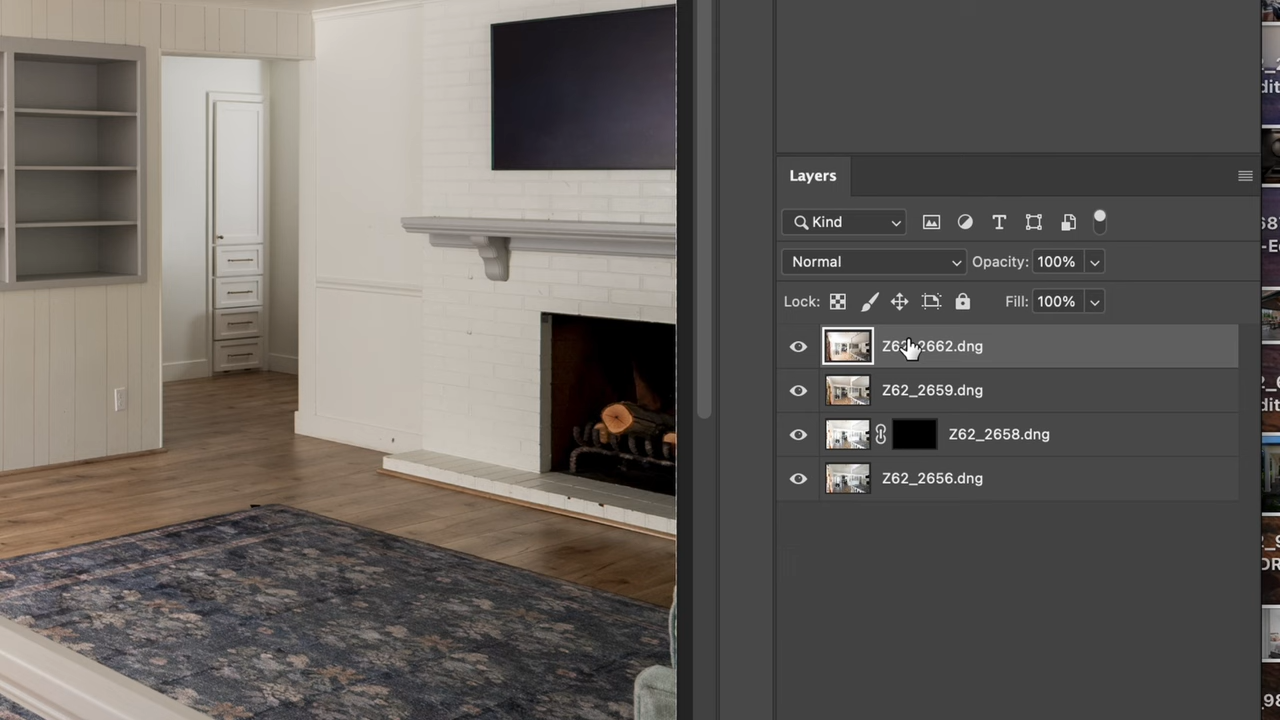 Layers
Kind
Normal Opacity: 100%
Lock: Fill: 100%
2662.dng
Z62_2659.dng
Z62_2658.dng
Z62_2656.dng